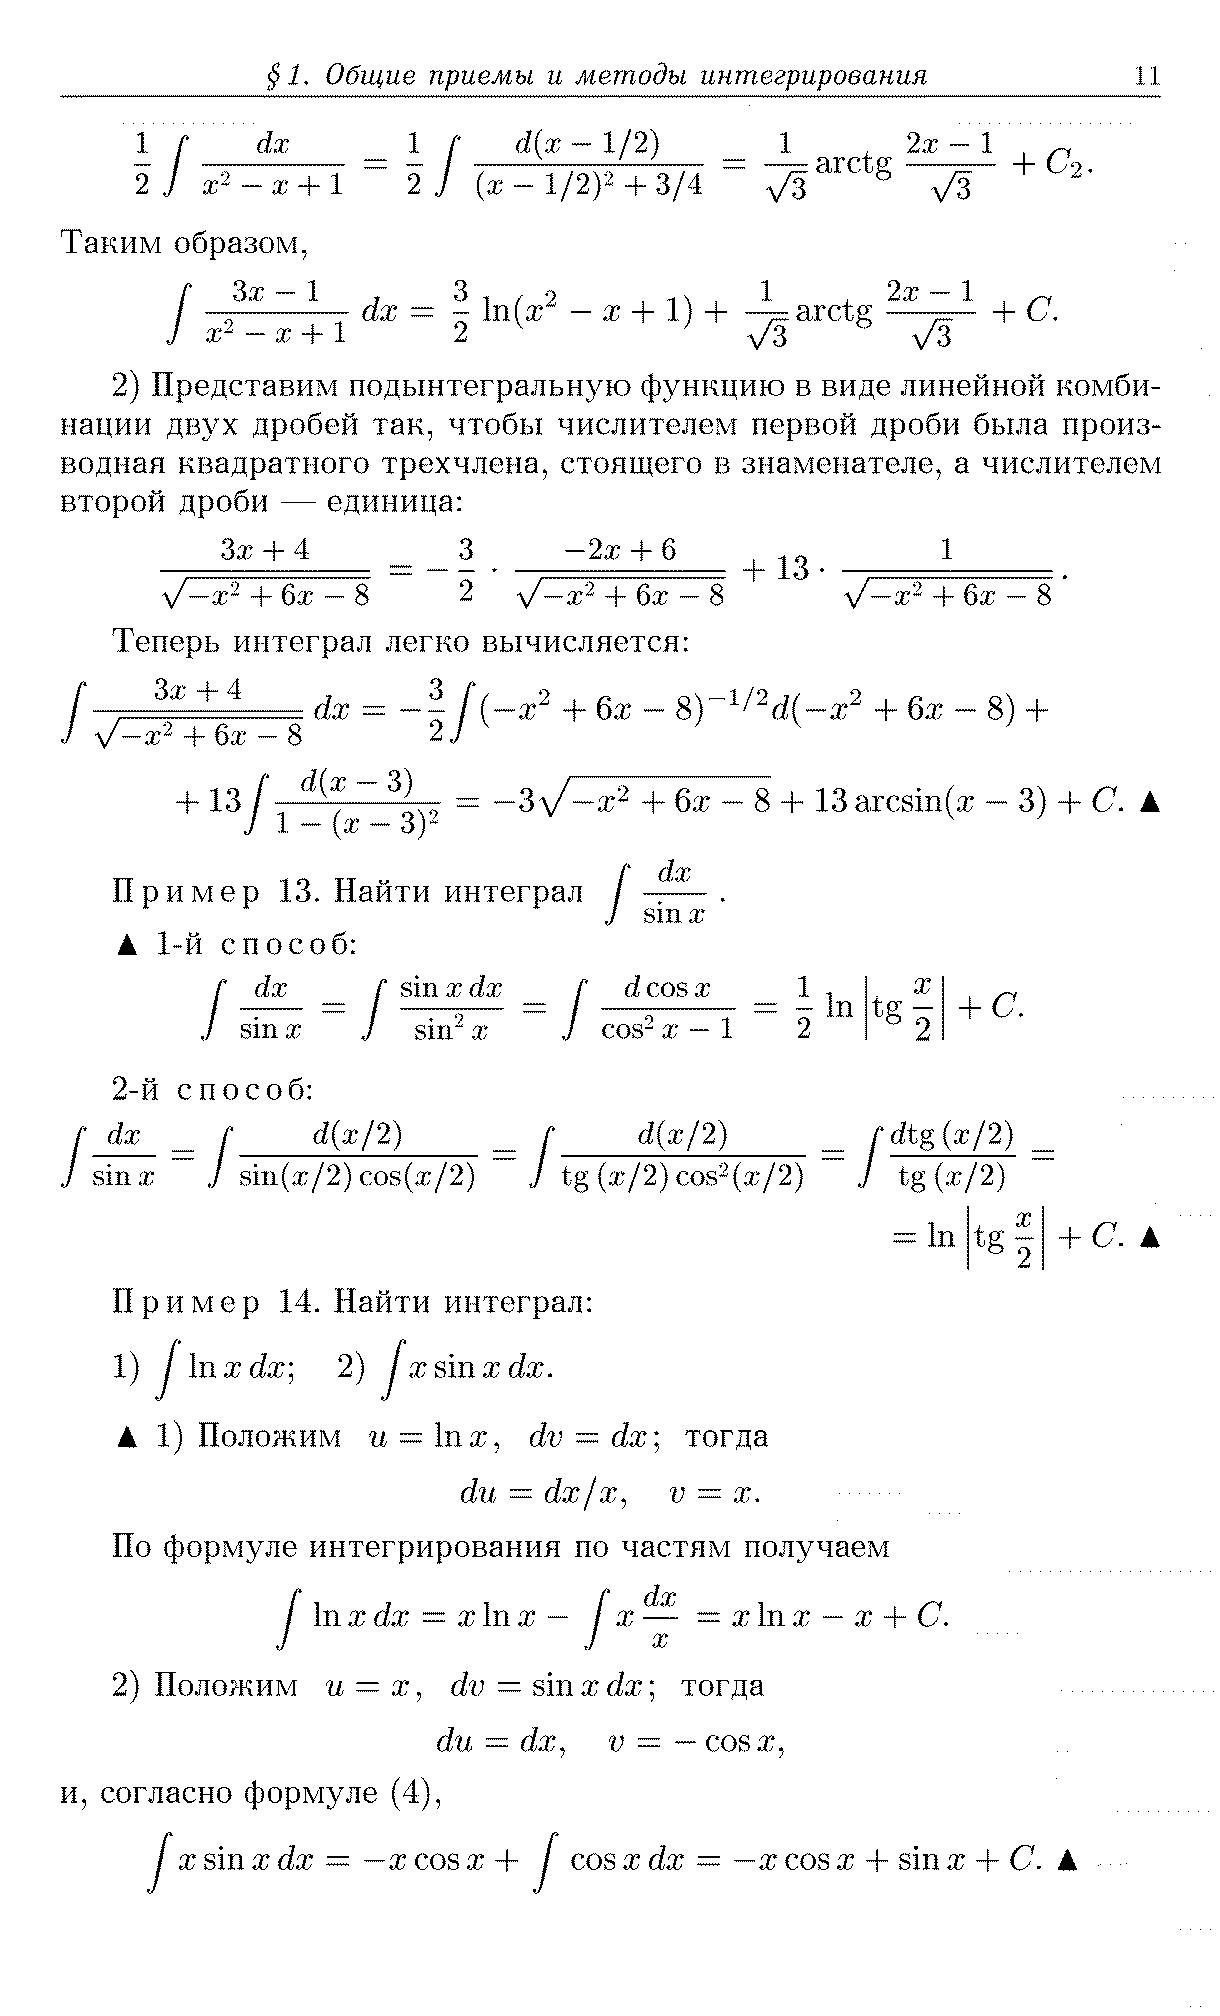 § 1. Общие приемы и методы интегрирования 11
$\frac{1}{2} \int \frac{dx}{x^2 - x + 1} = \frac{1}{2} \int \frac{d(x - 1/2)}{(x - 1/2)^2 + 3/4} = \frac{1}{\sqrt{3}} \text{arctg} \frac{2x - 1}{\sqrt{3}} + C_2.$
Таким образом,
$\int \frac{3x - 1}{x^2 - x + 1} dx = \frac{3}{2} \ln(x^2 - x + 1) + \frac{1}{\sqrt{3}} \text{arctg} \frac{2x - 1}{\sqrt{3}} + C.$
2) Представим подынтегральную функцию в виде линейной комби-
нации двух дробей так, чтобы числителем первой дроби была произ-
водная квадратного трехчлена, стоящего в знаменателе, а числителем
второй дроби — единица:
$\frac{3x + 4}{\sqrt{-x^2 + 6x - 8}} = -\frac{3}{2} \cdot \frac{-2x + 6}{\sqrt{-x^2 + 6x - 8}} + 13 \cdot \frac{1}{\sqrt{-x^2 + 6x - 8}}.$
Теперь интеграл легко вычисляется:
$\int \frac{3x + 4}{\sqrt{-x^2 + 6x - 8}} dx = -\frac{3}{2} \int (-x^2 + 6x - 8)^{-1/2} d(-x^2 + 6x - 8) +$
$+ 13 \int \frac{d(x - 3)}{1 - (x - 3)^2} = -3\sqrt{-x^2 + 6x - 8} + 13 \arcsin(x - 3) + C.$ ▲
Пример 13. Найти интеграл $\int \frac{dx}{\sin x}$.
▲ 1-й способ:
$\int \frac{dx}{\sin x} = \int \frac{\sin x \, dx}{\sin^2 x} = \int \frac{d \cos x}{\cos^2 x - 1} = \frac{1}{2} \ln \left| \text{tg} \frac{x}{2} \right| + C.$
2-й способ:
$\int \frac{dx}{\sin x} = \int \frac{d(x/2)}{\sin(x/2) \cos(x/2)} = \int \frac{d(x/2)}{\text{tg}\,(x/2) \cos^2(x/2)} = \int \frac{d\text{tg}\,(x/2)}{\text{tg}\,(x/2)} =$
$= \ln \left| \text{tg} \frac{x}{2} \right| + C.$ ▲
Пример 14. Найти интеграл:
1) $\int \ln x \, dx$; 2) $\int x \sin x \, dx$.
▲ 1) Положим $u = \ln x$, $dv = dx$; тогда
$du = dx/x, \quad v = x.$
По формуле интегрирования по частям получаем
$\int \ln x \, dx = x \ln x - \int x \frac{dx}{x} = x \ln x - x + C.$
2) Положим $u = x$, $dv = \sin x \, dx$; тогда
$du = dx, \quad v = -\cos x,$
и, согласно формуле (4),
$\int x \sin x \, dx = -x \cos x + \int \cos x \, dx = -x \cos x + \sin x + C.$ ▲